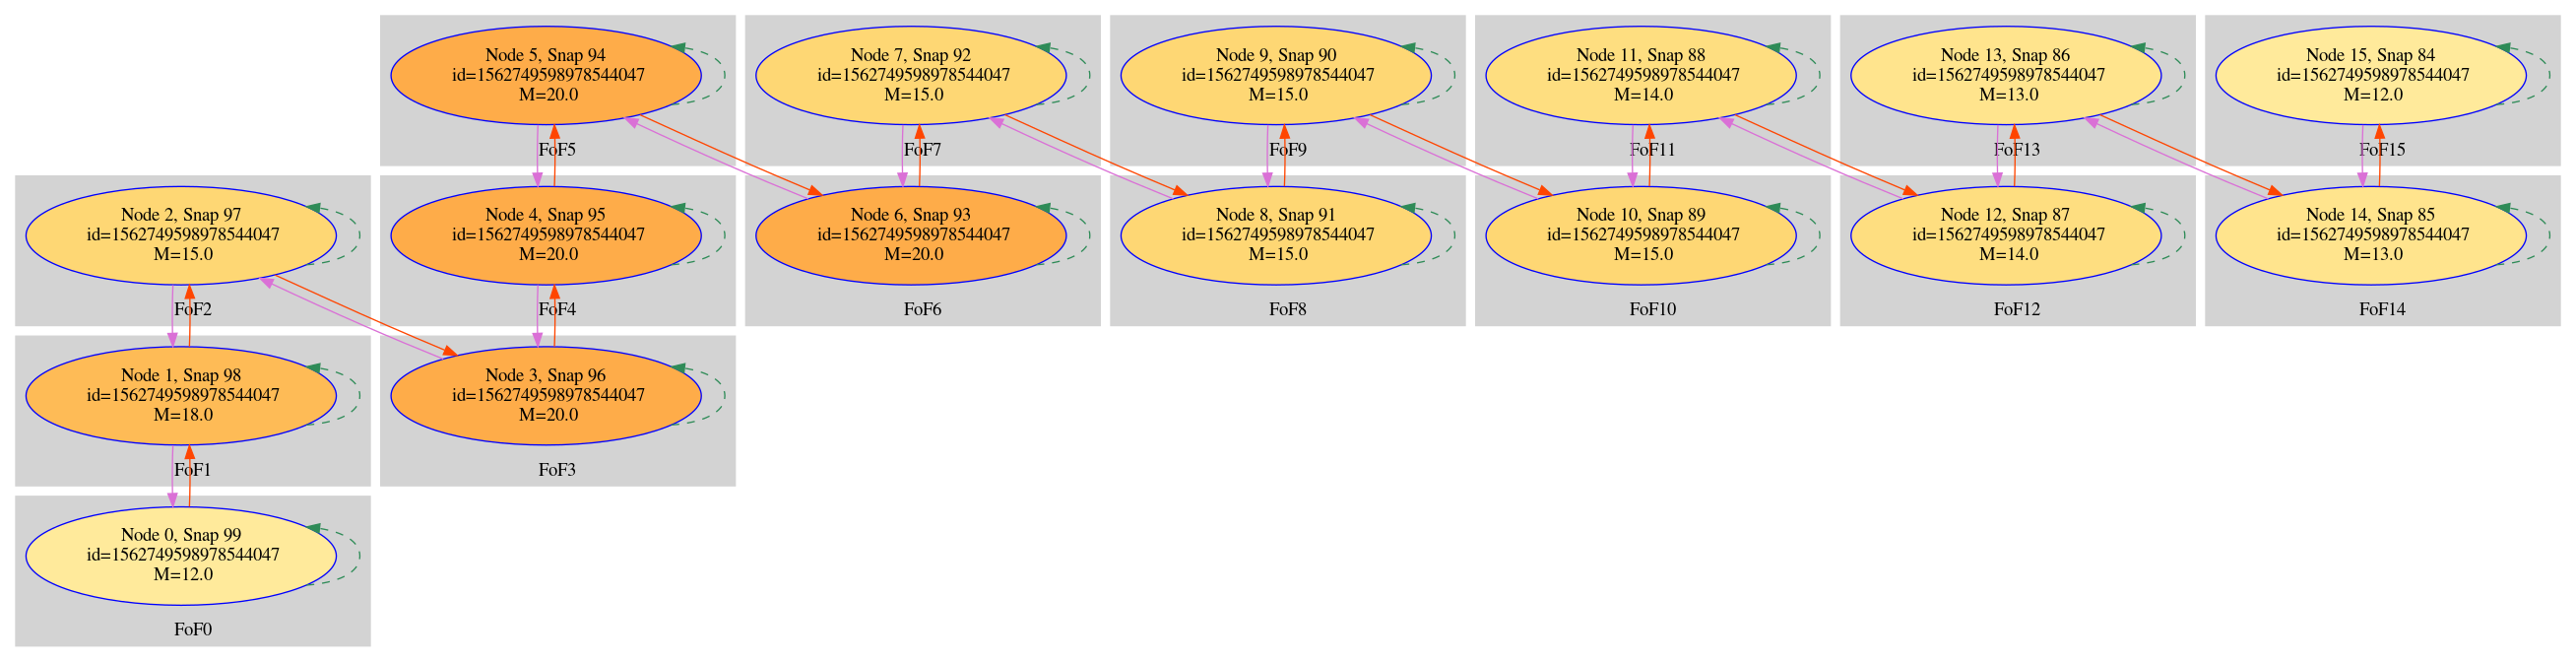 Node 5, Snap 94
id=1562749598978544047
M=20.0
FoF5
Node 7, Snap 92
id=1562749598978544047
M=15.0
FoF7
Node 9, Snap 90
id=1562749598978544047
M=15.0
FoF9
Node 11, Snap 88
id=1562749598978544047
M=14.0
FoF11
Node 13, Snap 86
id=1562749598978544047
M=13.0
FoF13
Node 15, Snap 84
id=1562749598978544047
M=12.0
FoF15
Node 2, Snap 97
id=1562749598978544047
M=15.0
FoF2
Node 4, Snap 95
id=1562749598978544047
M=20.0
FoF4
Node 6, Snap 93
id=1562749598978544047
M=20.0
FoF6
Node 8, Snap 91
id=1562749598978544047
M=15.0
FoF8
Node 10, Snap 89
id=1562749598978544047
M=15.0
FoF10
Node 12, Snap 87
id=1562749598978544047
M=14.0
FoF12
Node 14, Snap 85
id=1562749598978544047
M=13.0
FoF14
Node 1, Snap 98
id=1562749598978544047
M=18.0
FoF1
Node 3, Snap 96
id=1562749598978544047
M=20.0
FoF3
Node 0, Snap 99
id=1562749598978544047
M=12.0
FoF0